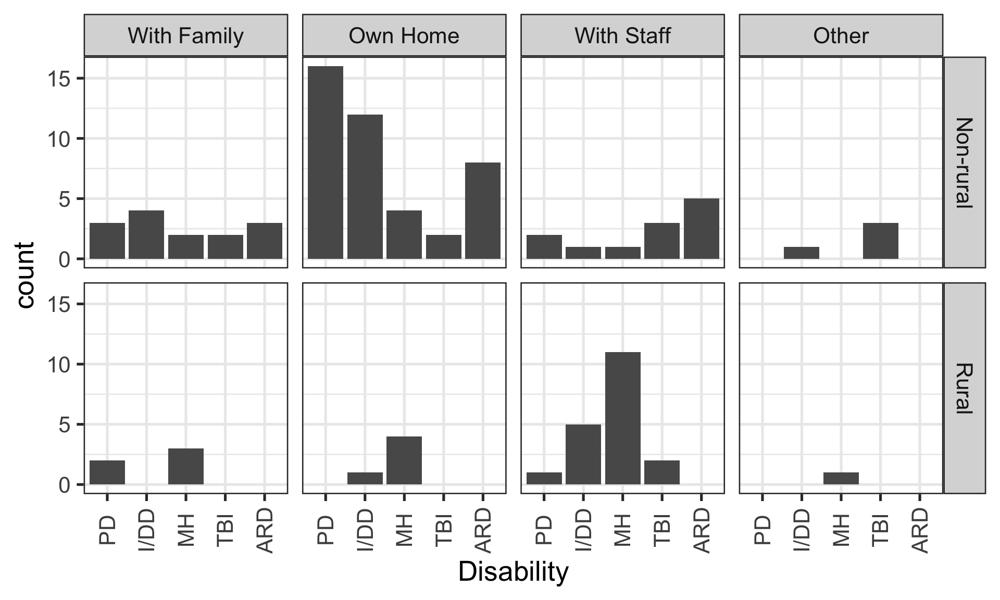 With Family Own Home With Staff Other
15
10
5
0
Non-rural
count
15
10
5
0
Rural
PD I/DD MH TBI ARD PD I/DD MH TBI ARD PD I/DD MH TBI ARD PD I/DD MH TBI ARD
Disability